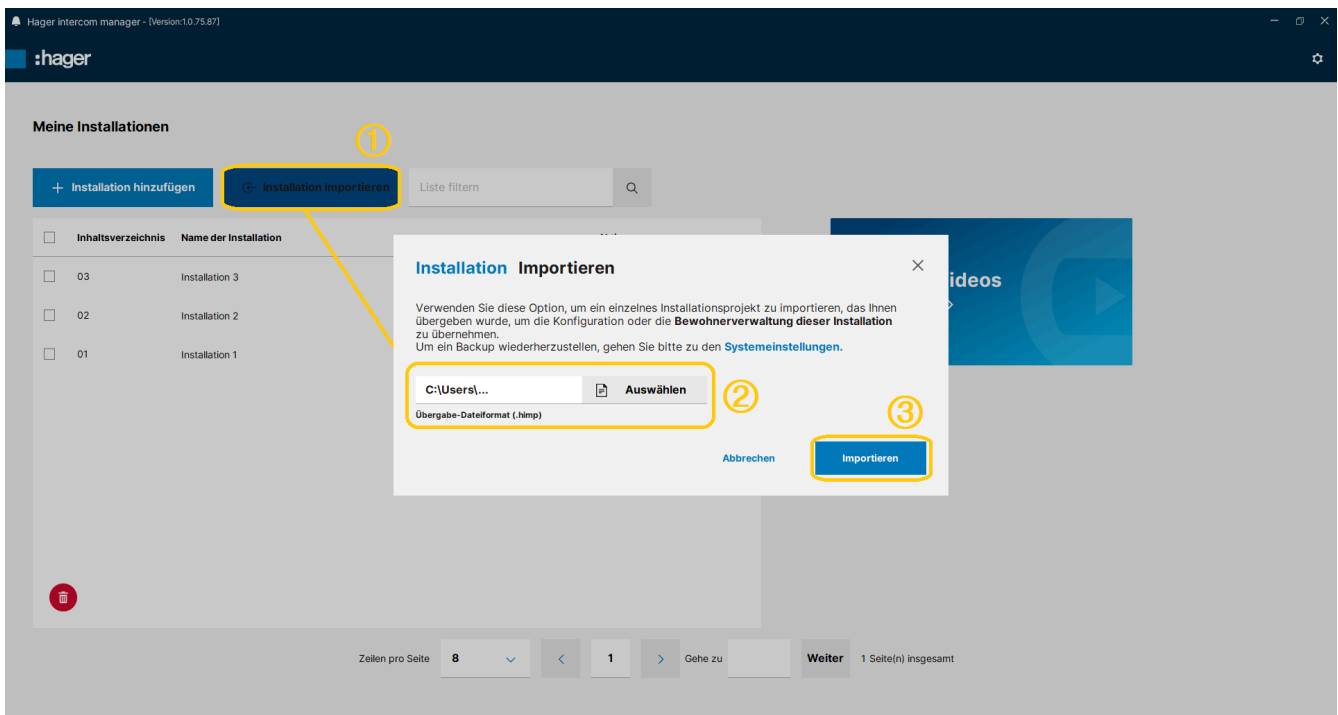 Hager intercom manager - [Version:1.0.75.87]
:hager
Meine Installationen
①
+ Installation hinzufügen
Installation importieren
Liste filtern
Inhaltsverzeichnis Name der Installation
03 Installation 3
02 Installation 2
01 Installation 1
ideos
Installation Importieren
Verwenden Sie diese Option, um ein einzelnes Installationsprojekt zu importieren, das Ihnen
übergeben wurde, um die Konfiguration oder die Bewohnerverwaltung dieser Installation
zu übernehmen.
Um ein Backup wiederherzustellen, gehen Sie bitte zu den Systemeinstellungen.
C:\Users\... Auswählen
②
Übergabe-Dateiformat (.himp)
③
Abbrechen Importieren
Zeilen pro Seite 8 < 1 > Gehe zu Weiter 1 Seite(n) insgesamt